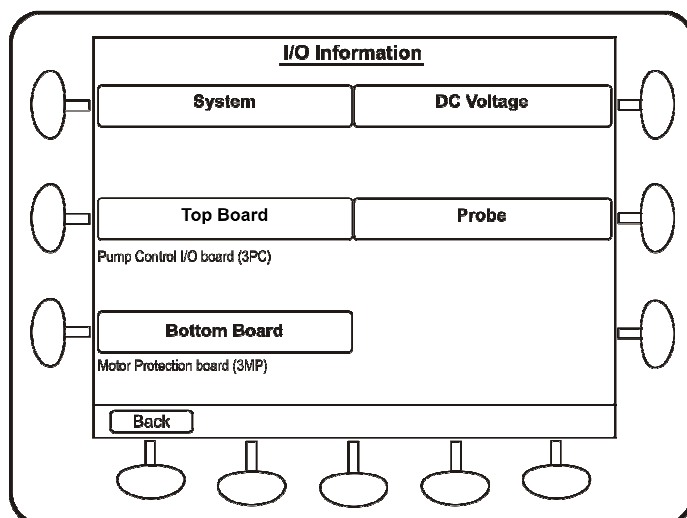 I/O Information
System
DC Voltage
Top Board
Probe
Pump Control I/O board (3PC)
Bottom Board
Motor Protection board (3MP)
Back